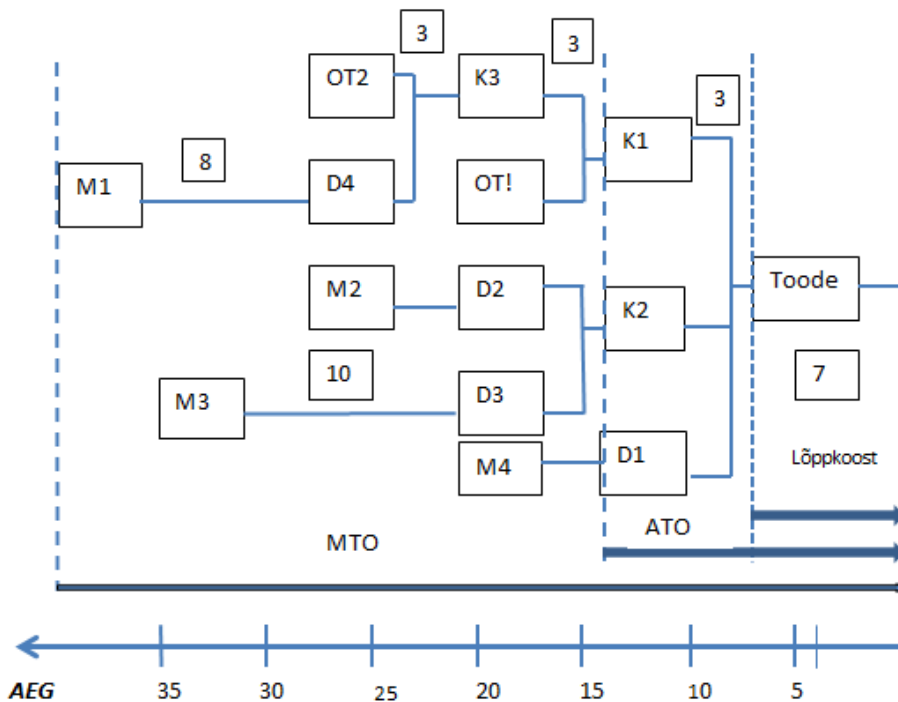 3
3
OT2
K3
3
K1
8
M1
D4
OT!
Toode
M2
D2
K2
10
7
M3
D3
M4
D1
Lõppkoost
ATO
MTO
AEG 35 30 25 20 15 10 5